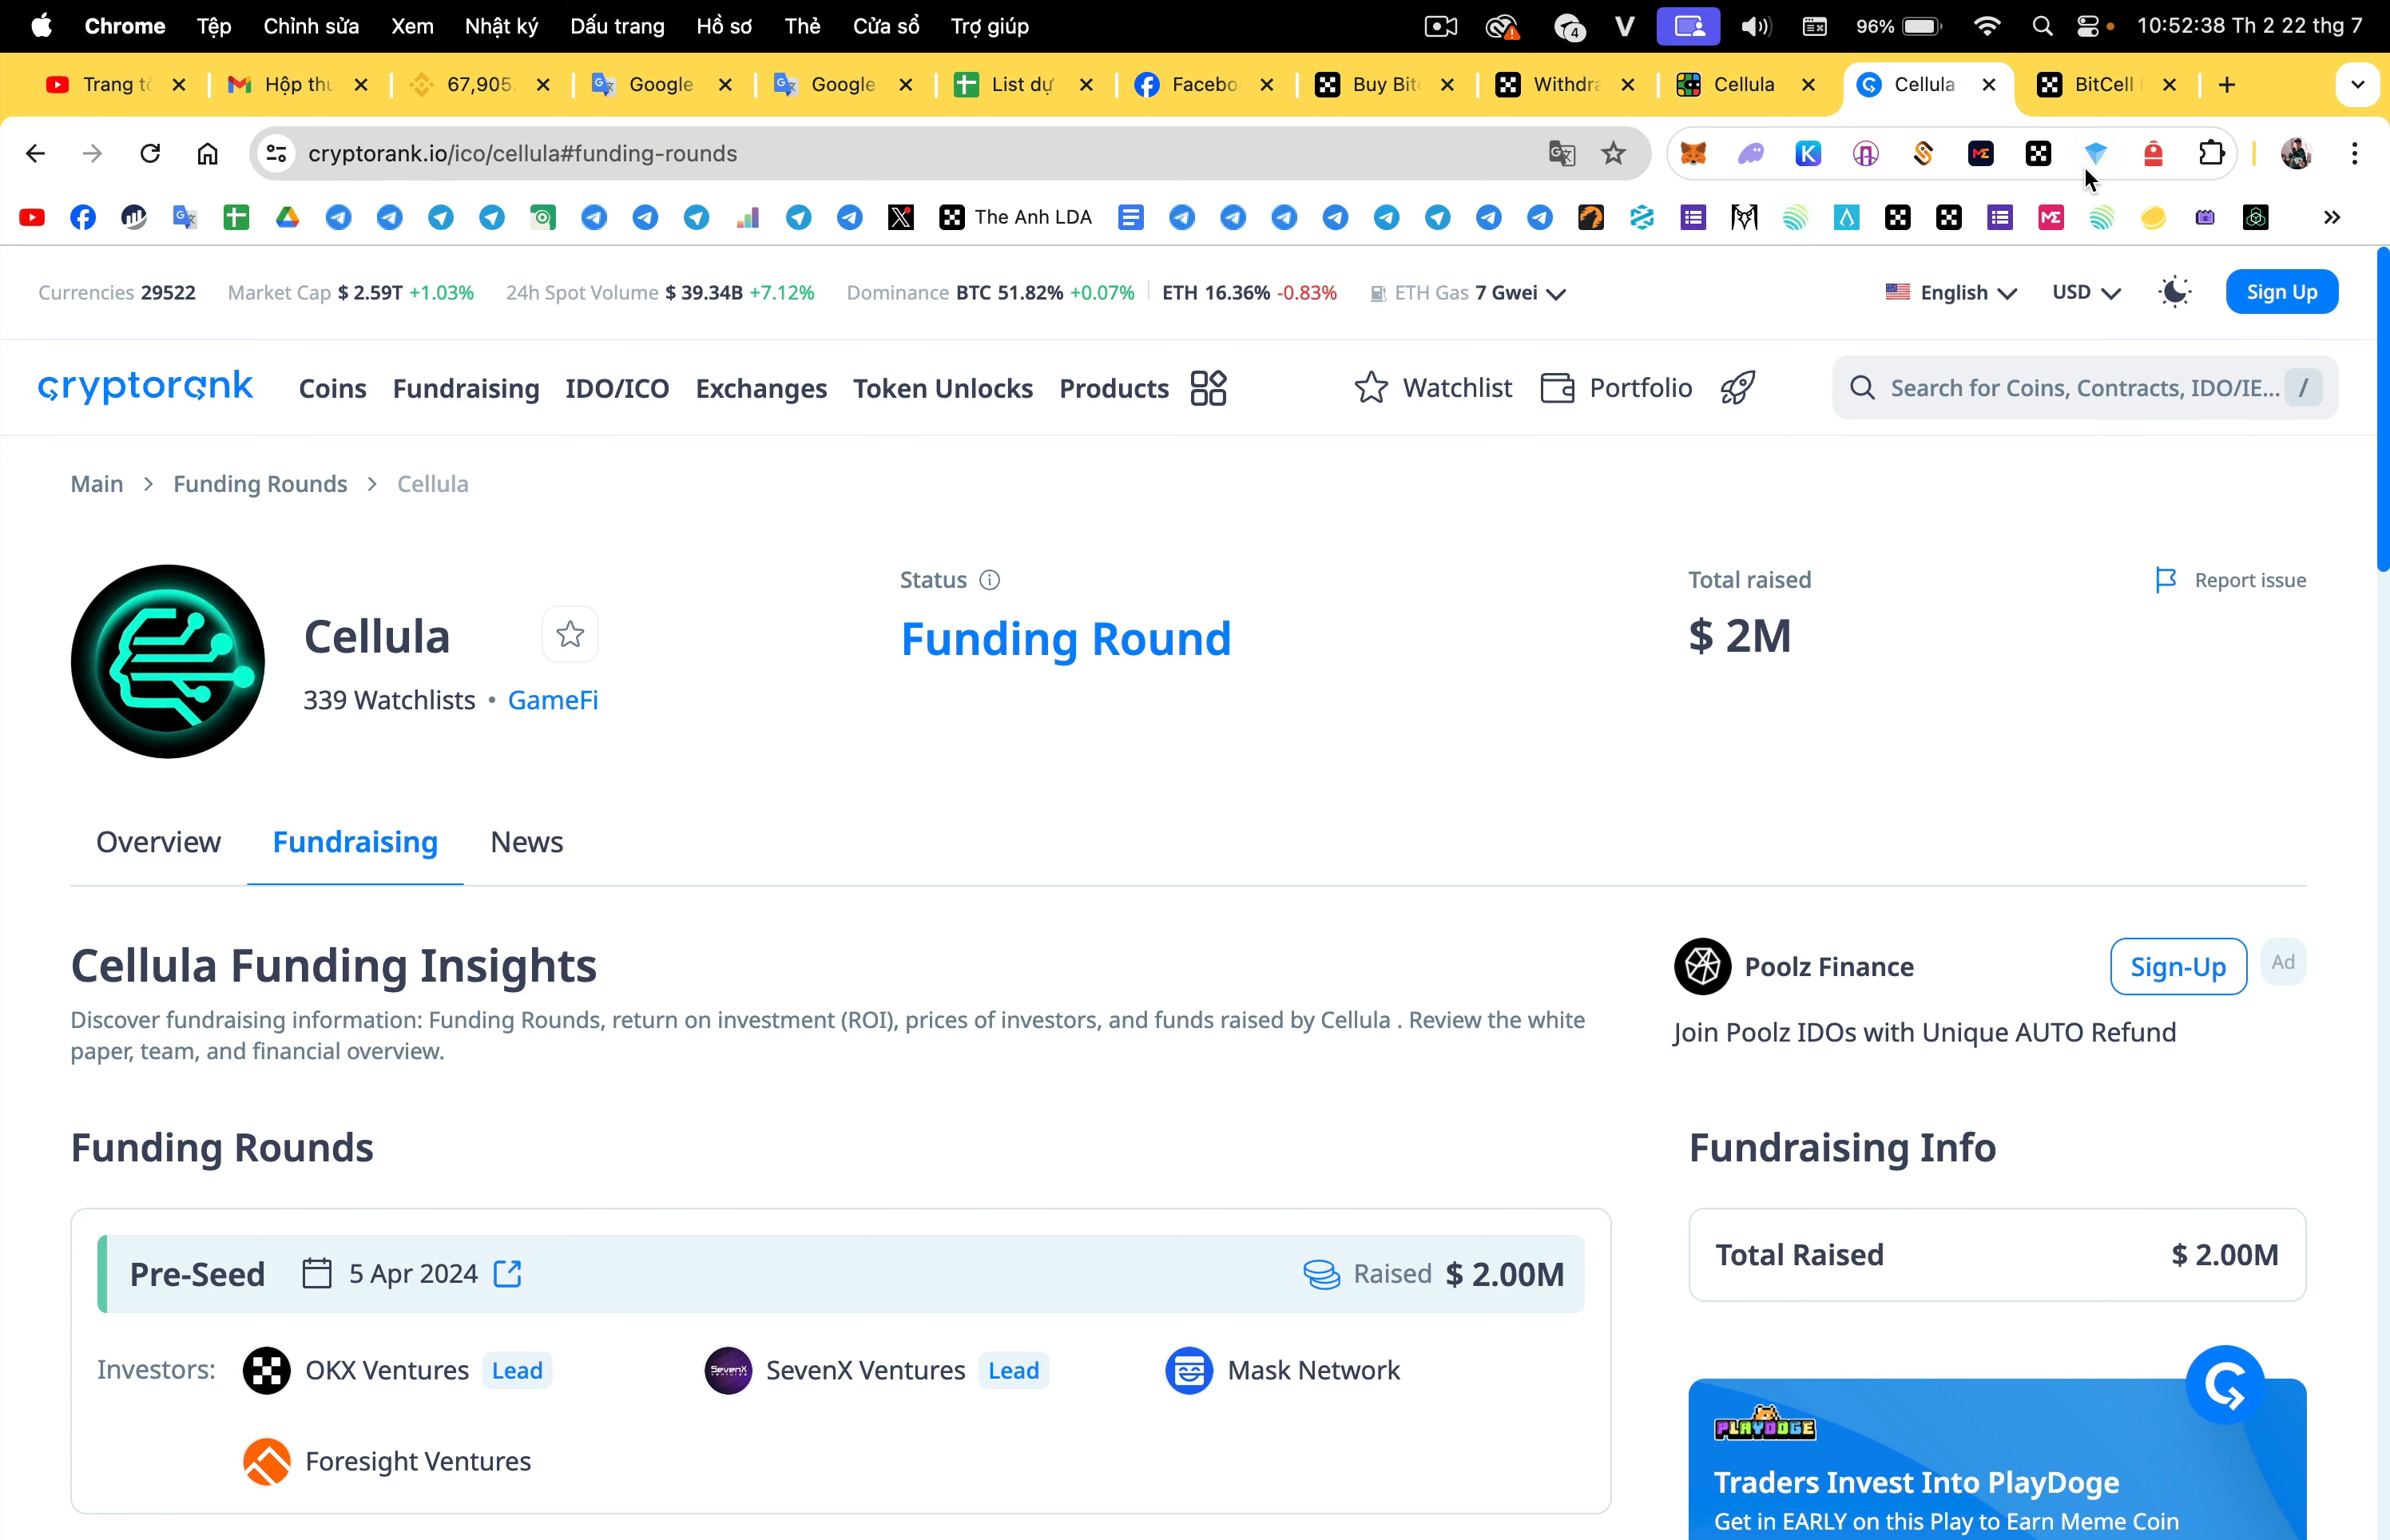 Chrome Tệp Chỉnh sửa Xem Nhật ký Dấu trang Hồ sơ Thẻ Cửa sổ Trợ giúp 4 V 96% 10:52:38 Th 2 22 thg 7
Trang tổ Hộp thư 67,905. Google Google List dự Facebo Buy Bit Withdra Cellula Cellula BitCell
cryptorank.io/ico/cellula#funding-rounds
The Anh LDA
Currencies 29522 Market Cap $ 2.59T +1.03% 24h Spot Volume $ 39.34B +7.12% Dominance BTC 51.82% +0.07% ETH 16.36% -0.83% ETH Gas 7 Gwei English USD Sign Up
cryptorank Coins Fundraising IDO/ICO Exchanges Token Unlocks Products Watchlist Portfolio Search for Coins, Contracts, IDO/IE... /
Main > Funding Rounds > Cellula
Status Total raised Report issue
Cellula Funding Round $ 2M
339 Watchlists • GameFi
Overview Fundraising News
Cellula Funding Insights
Discover fundraising information: Funding Rounds, return on investment (ROI), prices of investors, and funds raised by Cellula . Review the white
paper, team, and financial overview.
Poolz Finance Sign-Up Ad
Join Poolz IDOs with Unique AUTO Refund
Funding Rounds
Pre-Seed 5 Apr 2024 Raised $ 2.00M
Investors: OKX Ventures Lead SevenX Ventures Lead Mask Network
Foresight Ventures
Fundraising Info
Total Raised $ 2.00M
PLAYDOGE
Traders Invest Into PlayDoge
Get in EARLY on this Play to Earn Meme Coin